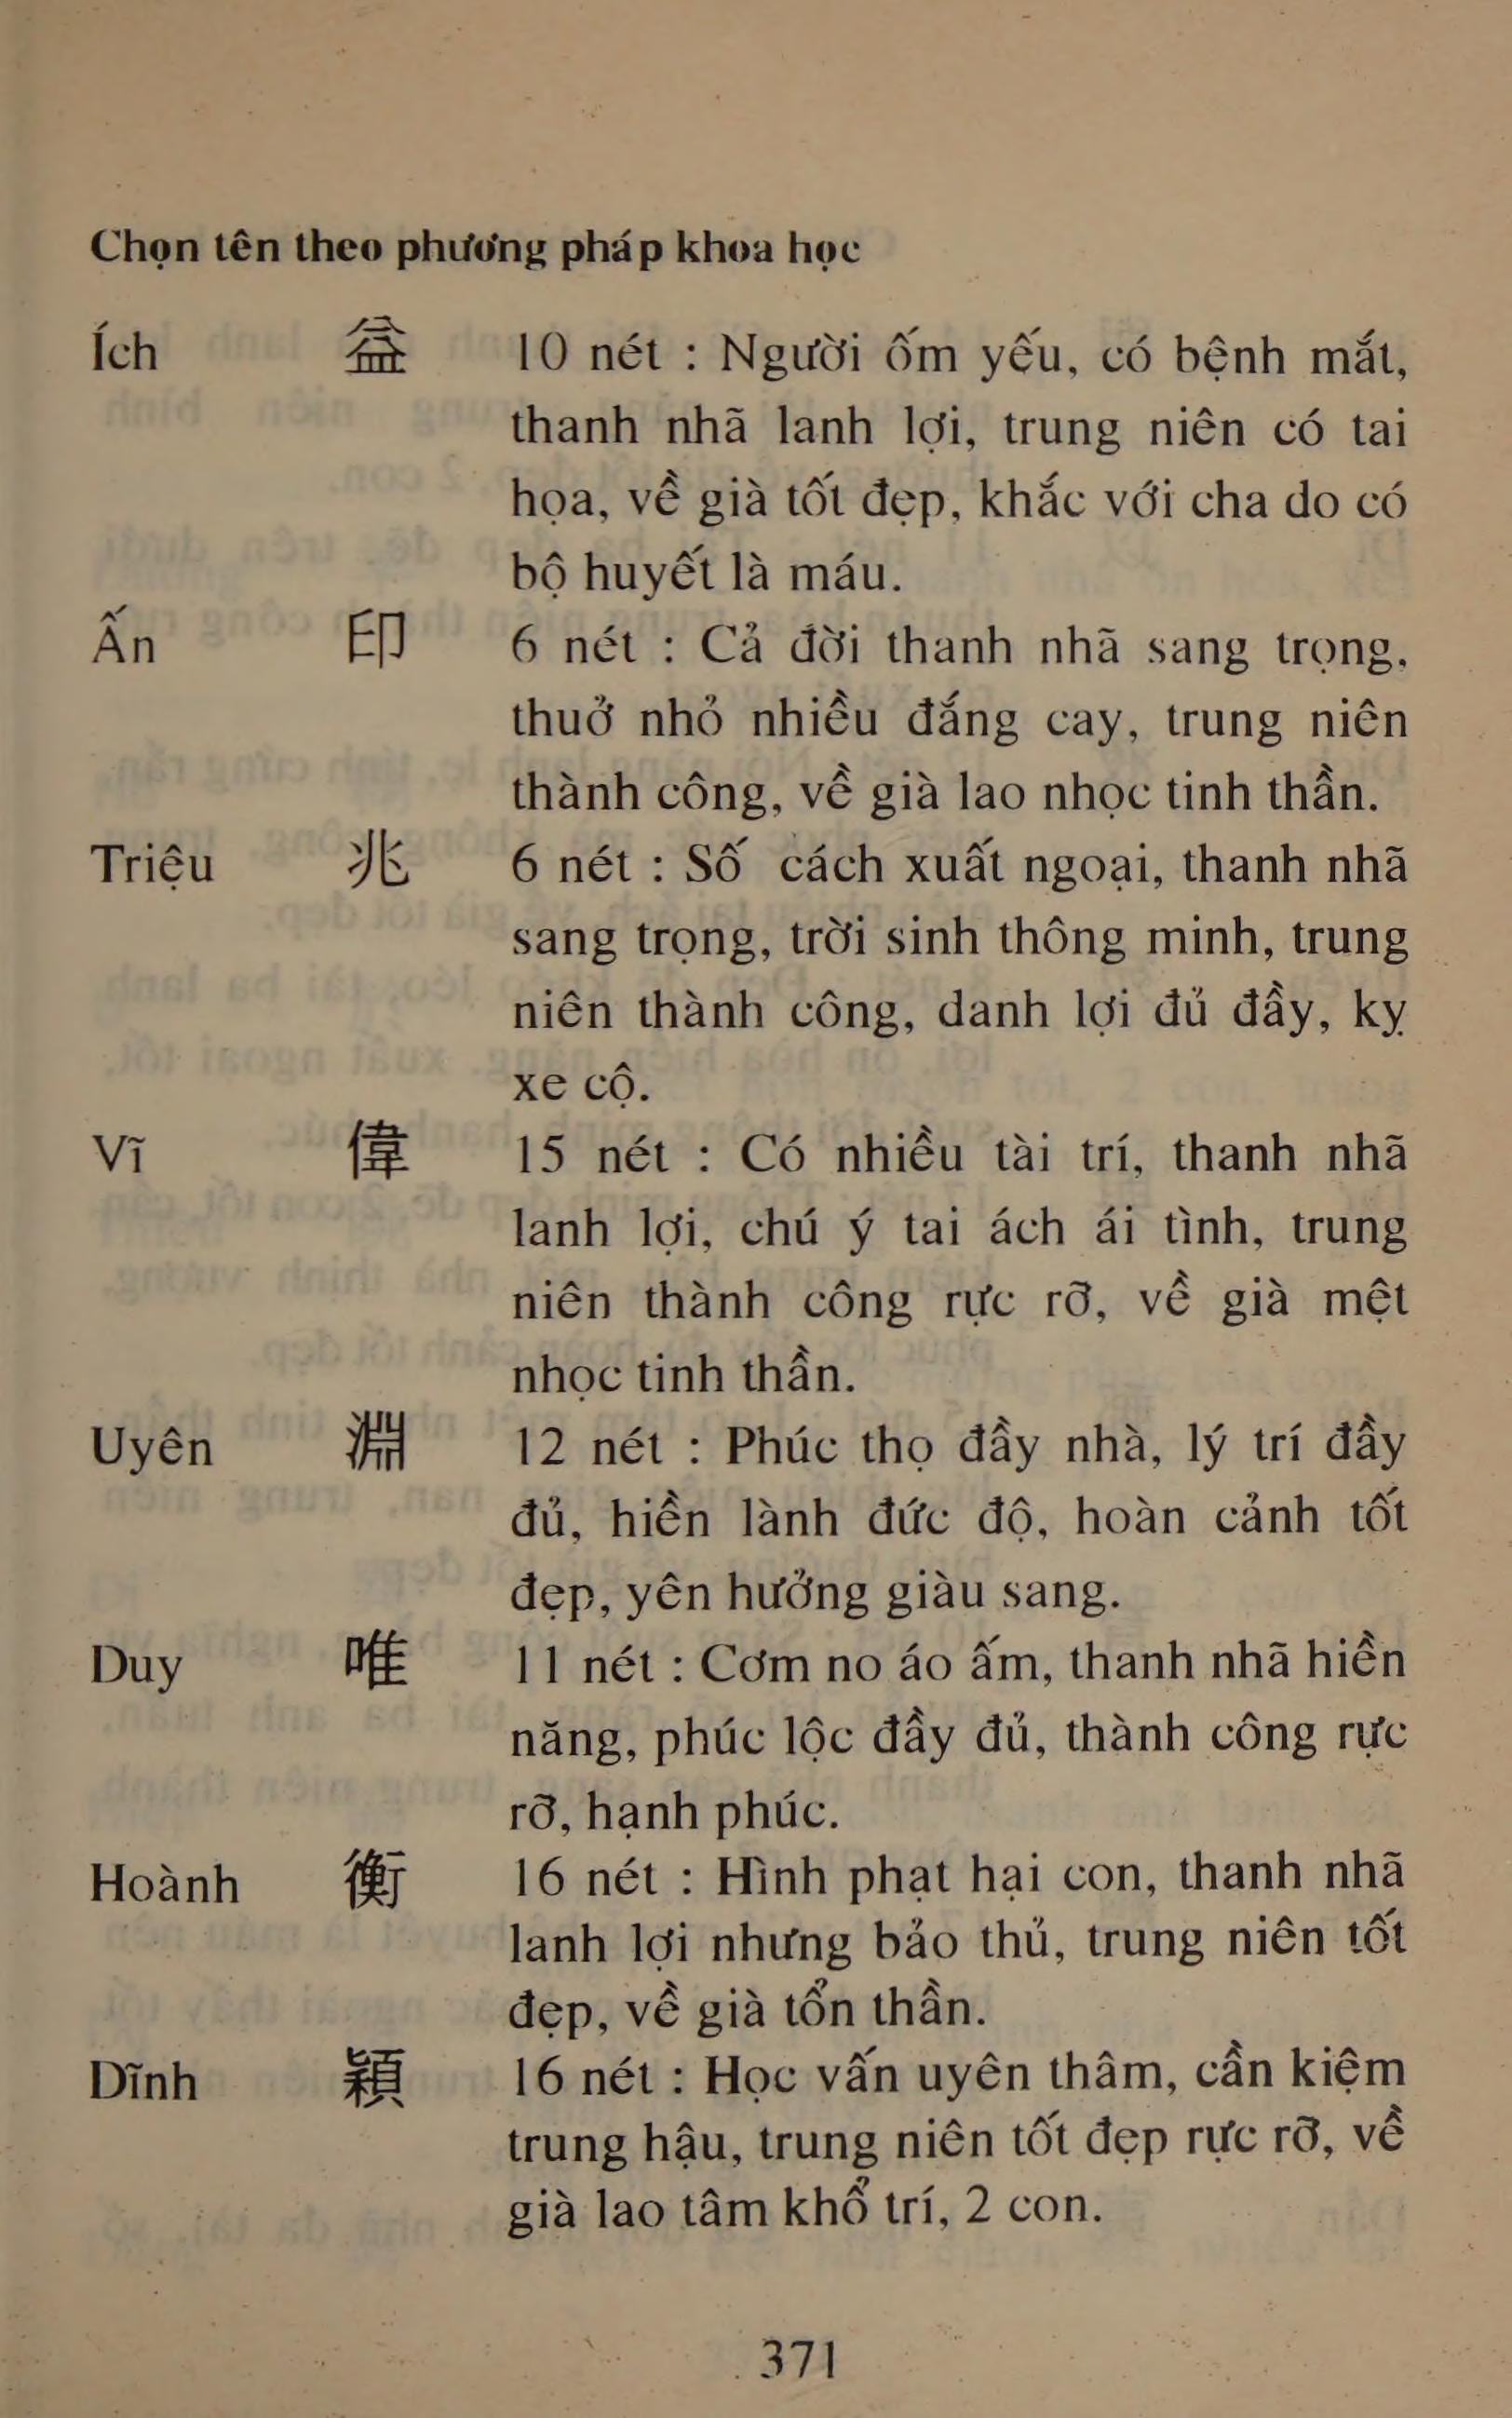 Chọn tên theo phương pháp khoa học
Ích 益 10 nét : Người ốm yếu, có bệnh mắt,
thanh nhã lanh lợi, trung niên có tai
họa, về già tốt đẹp, khắc với cha do có
bộ huyết là máu.
Ấn 印 6 nét : Cả đời thanh nhã sang trọng,
thuở nhỏ nhiều đắng cay, trung niên
thành công, về già lao nhọc tinh thần.
Triệu 兆 6 nét : Số cách xuất ngoại, thanh nhã
sang trọng, trời sinh thông minh, trung
niên thành công, danh lợi đủ đầy, kỵ
xe cộ.
Vĩ 偉 15 nét : Có nhiều tài trí, thanh nhã
lanh lợi, chú ý tai ách ái tình, trung
niên thành công rực rỡ, về già mệt
nhọc tinh thần.
Uyên 淵 12 nét : Phúc thọ đầy nhà, lý trí đầy
đủ, hiền lành đức độ, hoàn cảnh tốt
đẹp, yên hưởng giàu sang.
Duy 唯 11 nét : Cơm no áo ấm, thanh nhã hiền
năng, phúc lộc đầy đủ, thành công rực
rỡ, hạnh phúc.
Hoành 衡 16 nét : Hình phạt hại con, thanh nhã
lanh lợi nhưng bảo thủ, trung niên tốt
đẹp, về già tổn thần.
Dĩnh 穎 16 nét : Học vấn uyên thâm, cần kiệm
trung hậu, trung niên tốt đẹp rực rỡ, về
già lao tâm khổ trí, 2 con.
371